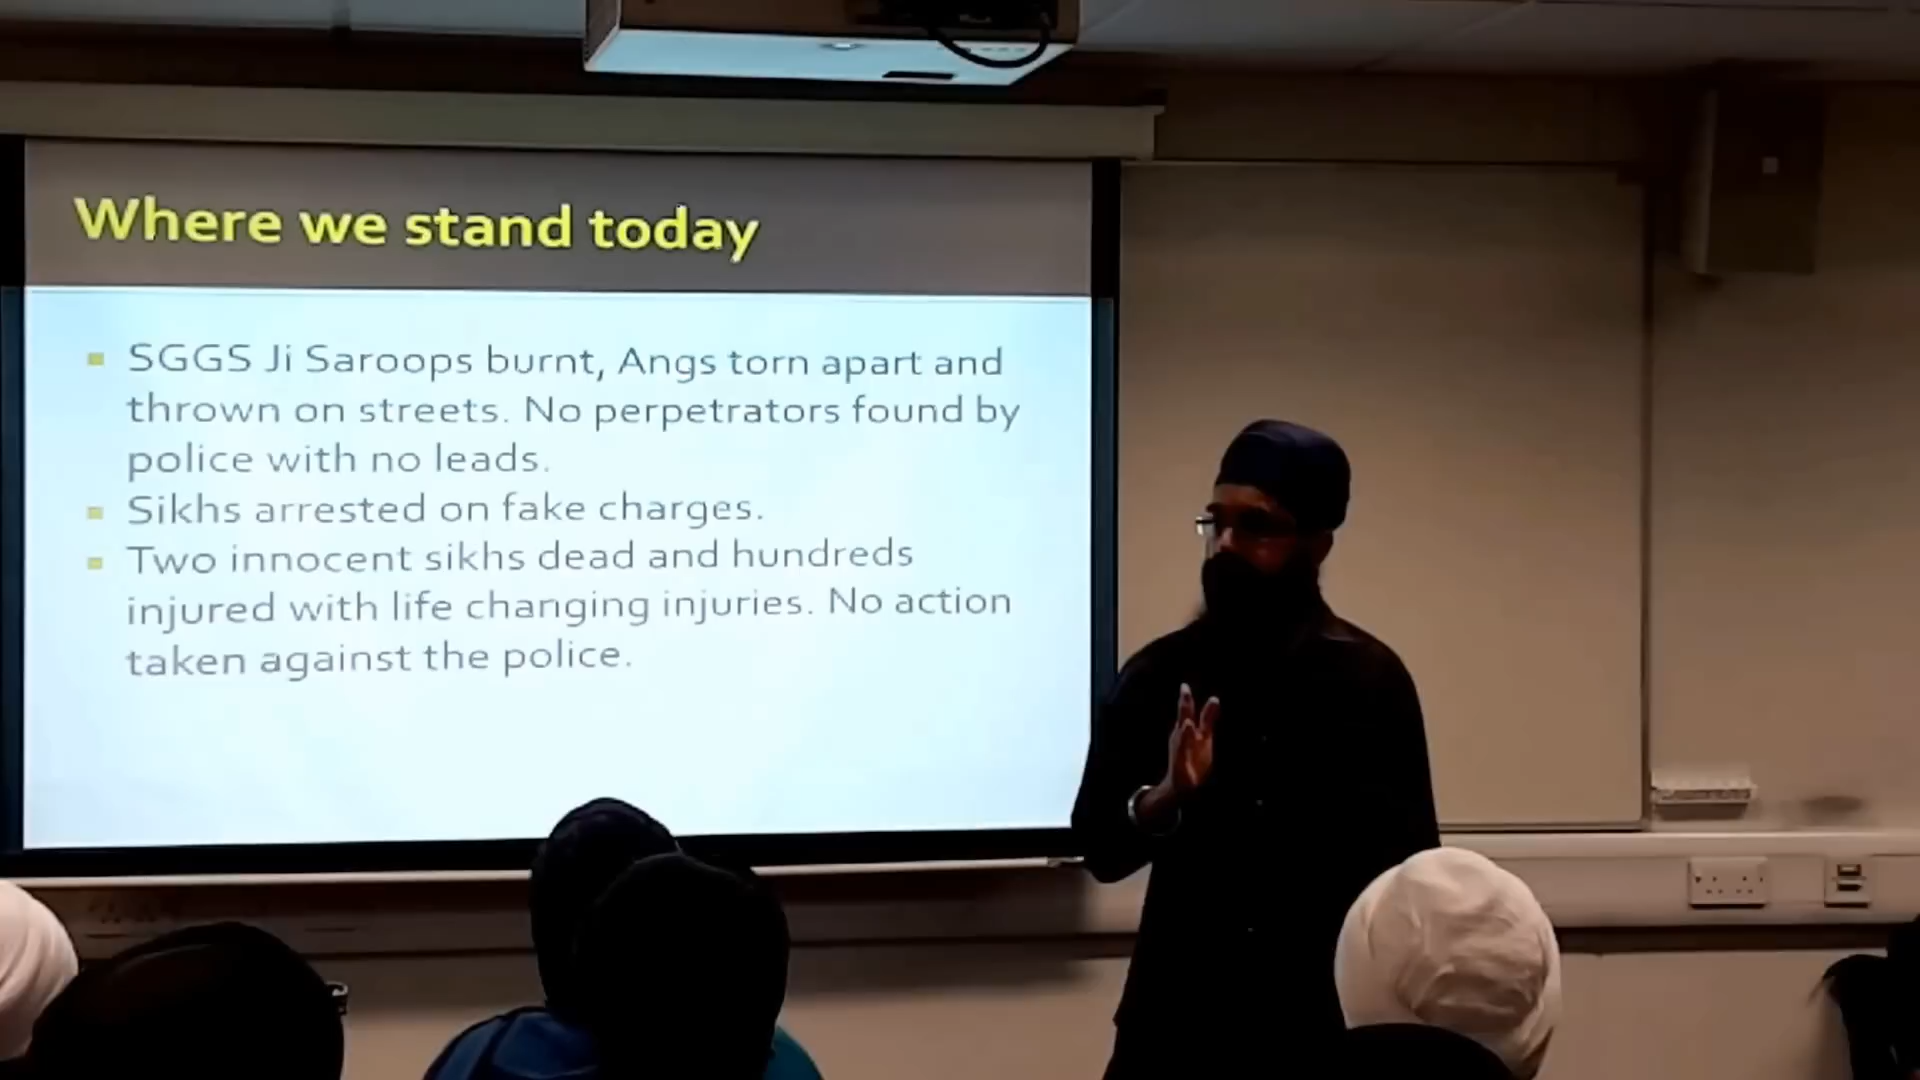 Where we stand today
SGGS Ji Saroops burnt, Angs torn apart and
thrown on streets. No perpetrators found by
police with no leads.
Sikhs arrested on fake charges.
Two innocent sikhs dead and hundreds
injured with life changing injuries. No action
taken against the police.